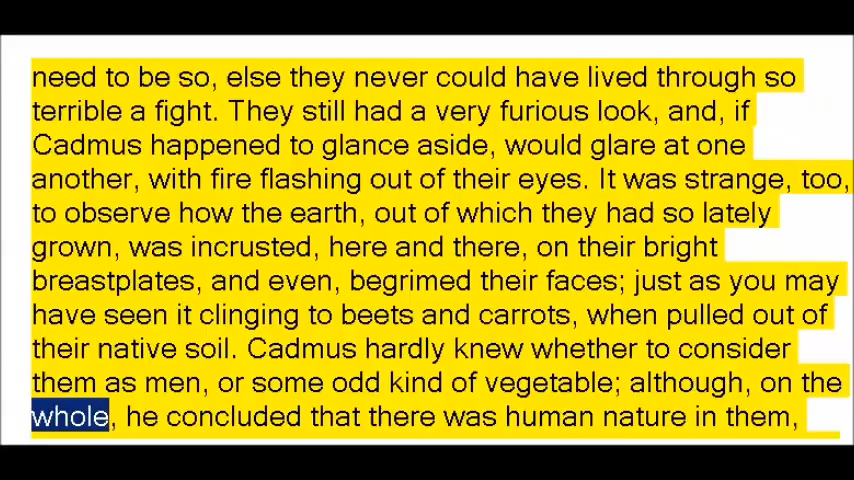 need to be so, else they never could have lived through so
terrible a fight. They still had a very furious look, and, if
Cadmus happened to glance aside, would glare at one
another, with fire flashing out of their eyes. It was strange, too,
to observe how the earth, out of which they had so lately
grown, was incrusted, here and there, on their bright
breastplates, and even, begrimed their faces; just as you may
have seen it clinging to beets and carrots, when pulled out of
their native soil. Cadmus hardly knew whether to consider
them as men, or some odd kind of vegetable; although, on the
whole, he concluded that there was human nature in them,